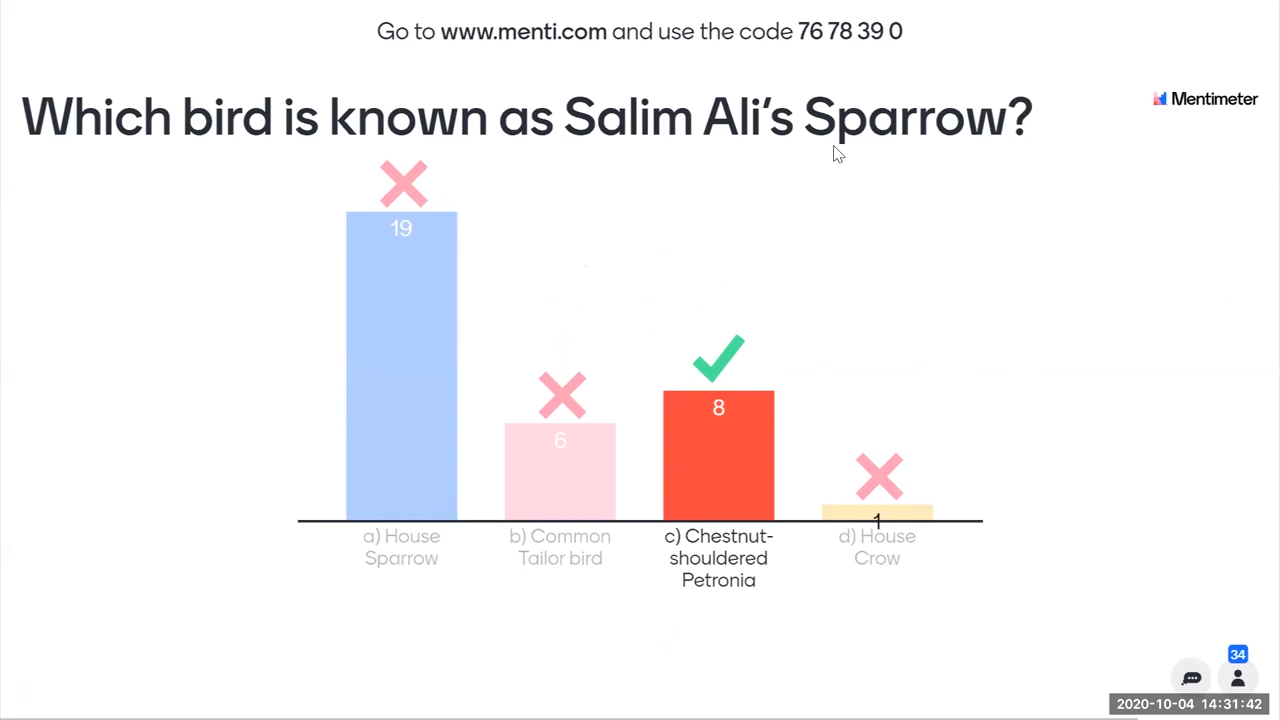 Go to www.menti.com and use the code 76 78 39 0
Which bird is known as Salim Ali's Sparrow?
Mentimeter
19
6
8
1
a) House
Sparrow
b) Common
Tailor bird
c) Chestnut-
shouldered
Petronia
d) House
Crow
34
2020-10-04 14:31:42